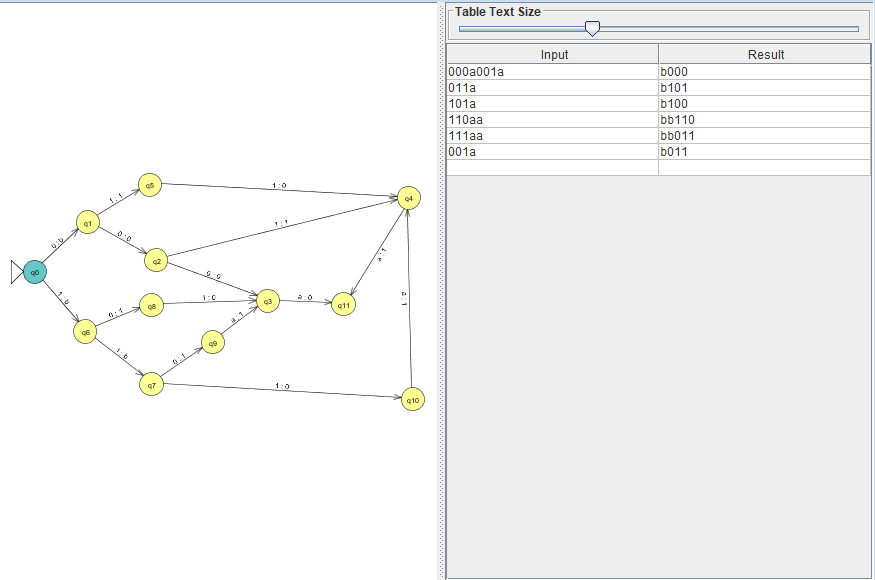 Table Text Size
Input Result
000a001a b000
011a b101
101a b100
110aa bb110
111aa bb011
001a b011
q5
1 : 0
1 : 1
q4
q1
1 : 1
0 : b
0 : 0
q2
a : 1
q0
0 : 0
1 : b
0 : 1
q8
1 : 0
q3
a : 0
q11
a : 1
a : 1
q6
q9
1 : b
0 : 1
q7
1 : 0
q10